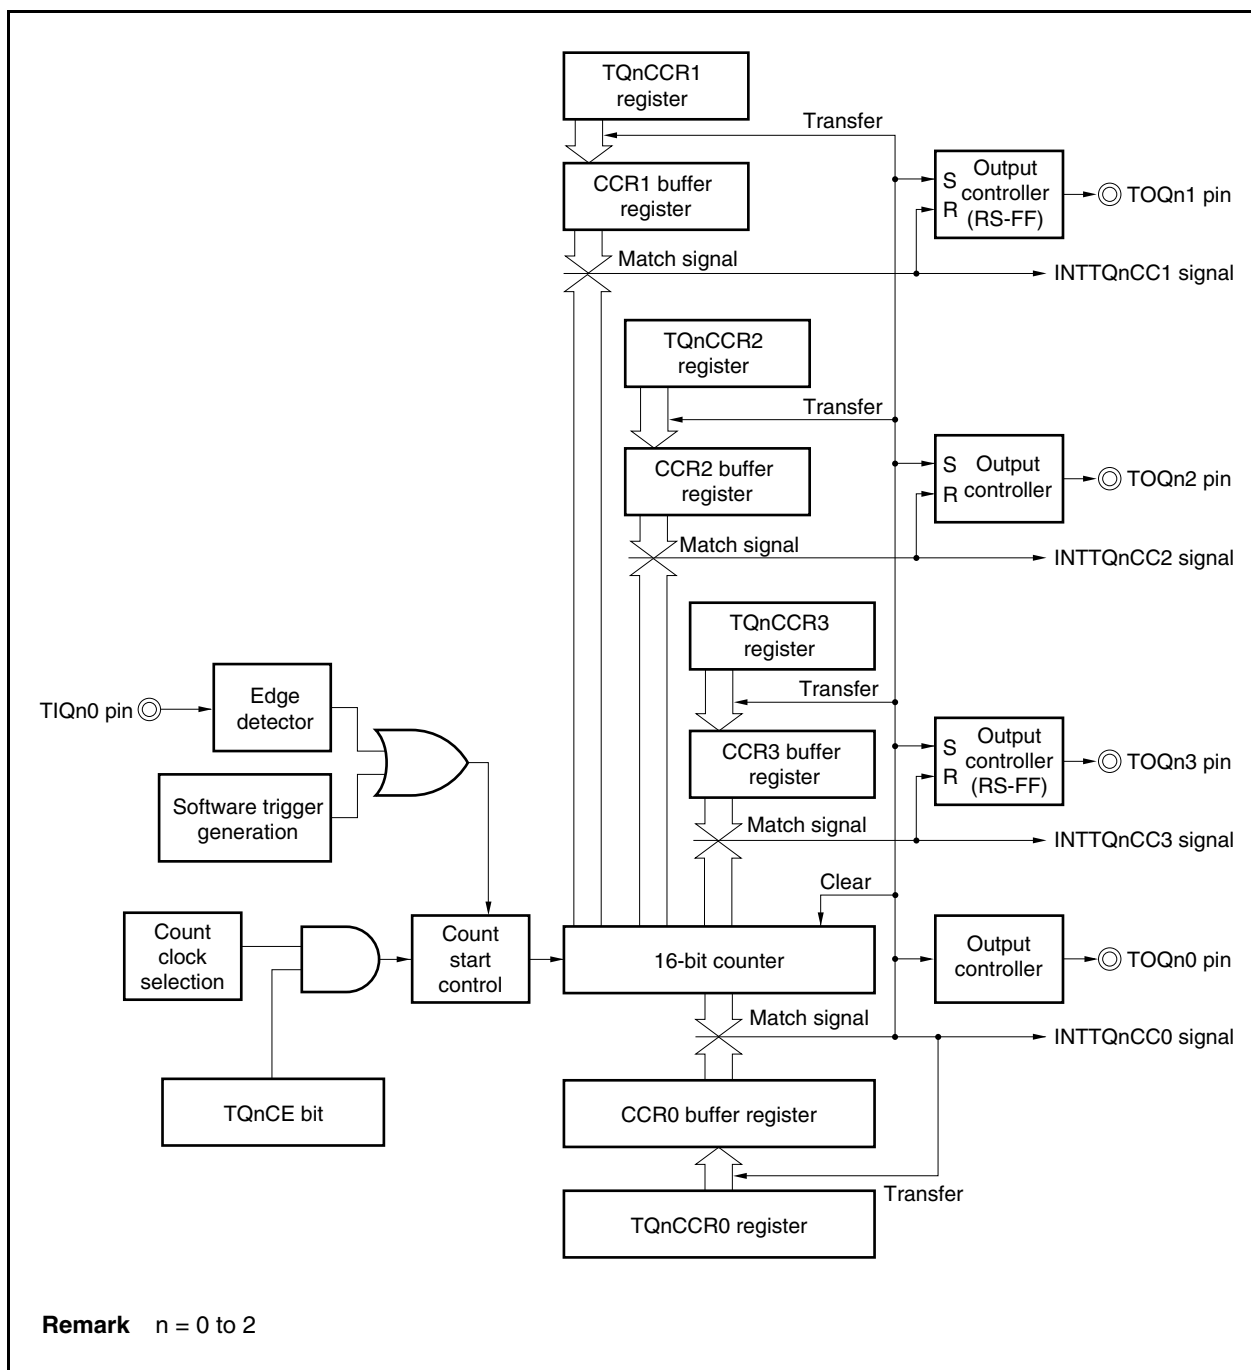 TQnCCR1
register
Transfer
CCR1 buffer
register
S
R
Output
controller
(RS-FF)
TOQn1 pin
Match signal
INTTQnCC1 signal
TQnCCR2
register
Transfer
CCR2 buffer
register
S
R
Output
controller
TOQn2 pin
Match signal
INTTQnCC2 signal
TQnCCR3
register
Transfer
TIQn0 pin
Edge
detector
CCR3 buffer
register
S
R
Output
controller
(RS-FF)
TOQn3 pin
Software trigger
generation
Match signal
INTTQnCC3 signal
Clear
Count
clock
selection
Count
start
control
16-bit counter
Output
controller
TOQn0 pin
Match signal
INTTQnCC0 signal
TQnCE bit
CCR0 buffer register
Transfer
TQnCCR0 register
Remark n = 0 to 2